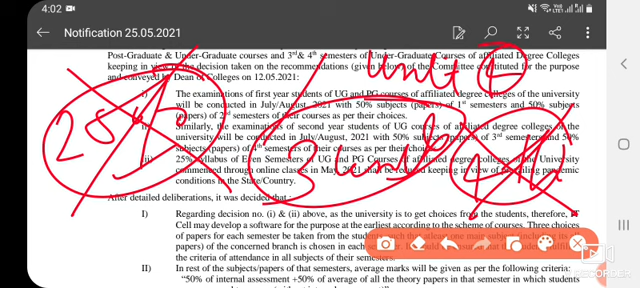 4:02
Notification 25.05.2021
Post-Graduate & Under-Graduate courses and 3rd & 4th semesters of Under-Graduate Courses of affiliated Degree Colleges
keeping in view of the decision taken on the recommendations (given below) of the Committee constituted for the purpose
and conveyed by Dean of Colleges on 12.05.2021:
unit
i) The examinations of first year students of UG and PG courses of affiliated degree colleges of the university
will be conducted in July/August, 2021 with 50% subjects (papers) of 1st semesters and 50% subjects
(papers) of 2nd semesters of their courses as per their choices.
25%
ii) Similarly, the examinations of second year students of UG courses of affiliated degree colleges of the
university will be conducted in July/August, 2021 with 50% subjects (papers) of 3rd semesters and 50%
subjects (papers) of 4th semesters of their courses as per their choices.
3 unit
iii) 25% syllabus of Even Semesters of UG and PG Courses of affiliated degree colleges of the University
commenced through online classes in May, 2021 shall be reduced keeping in view of prevailing pandemic
conditions in the State/Country.
After detailed deliberations, it was decided that :
I) Regarding decision no. (i) & (ii) above, as the university is to get choices from the students, therefore, IT
Cell may develop a software for the purpose at the earliest according to the scheme of courses. Three choices
of papers for each semester be taken from the students
papers) of the concerned branch is chosen in each
the criteria of attendance in all subjects of their semesters.
II) In rest of the subjects/papers of that semesters, average marks will be given as per the following criteria:
"50% of internal assessment +50% of average of all the theory papers in that semester in which students
RECORDED WITH